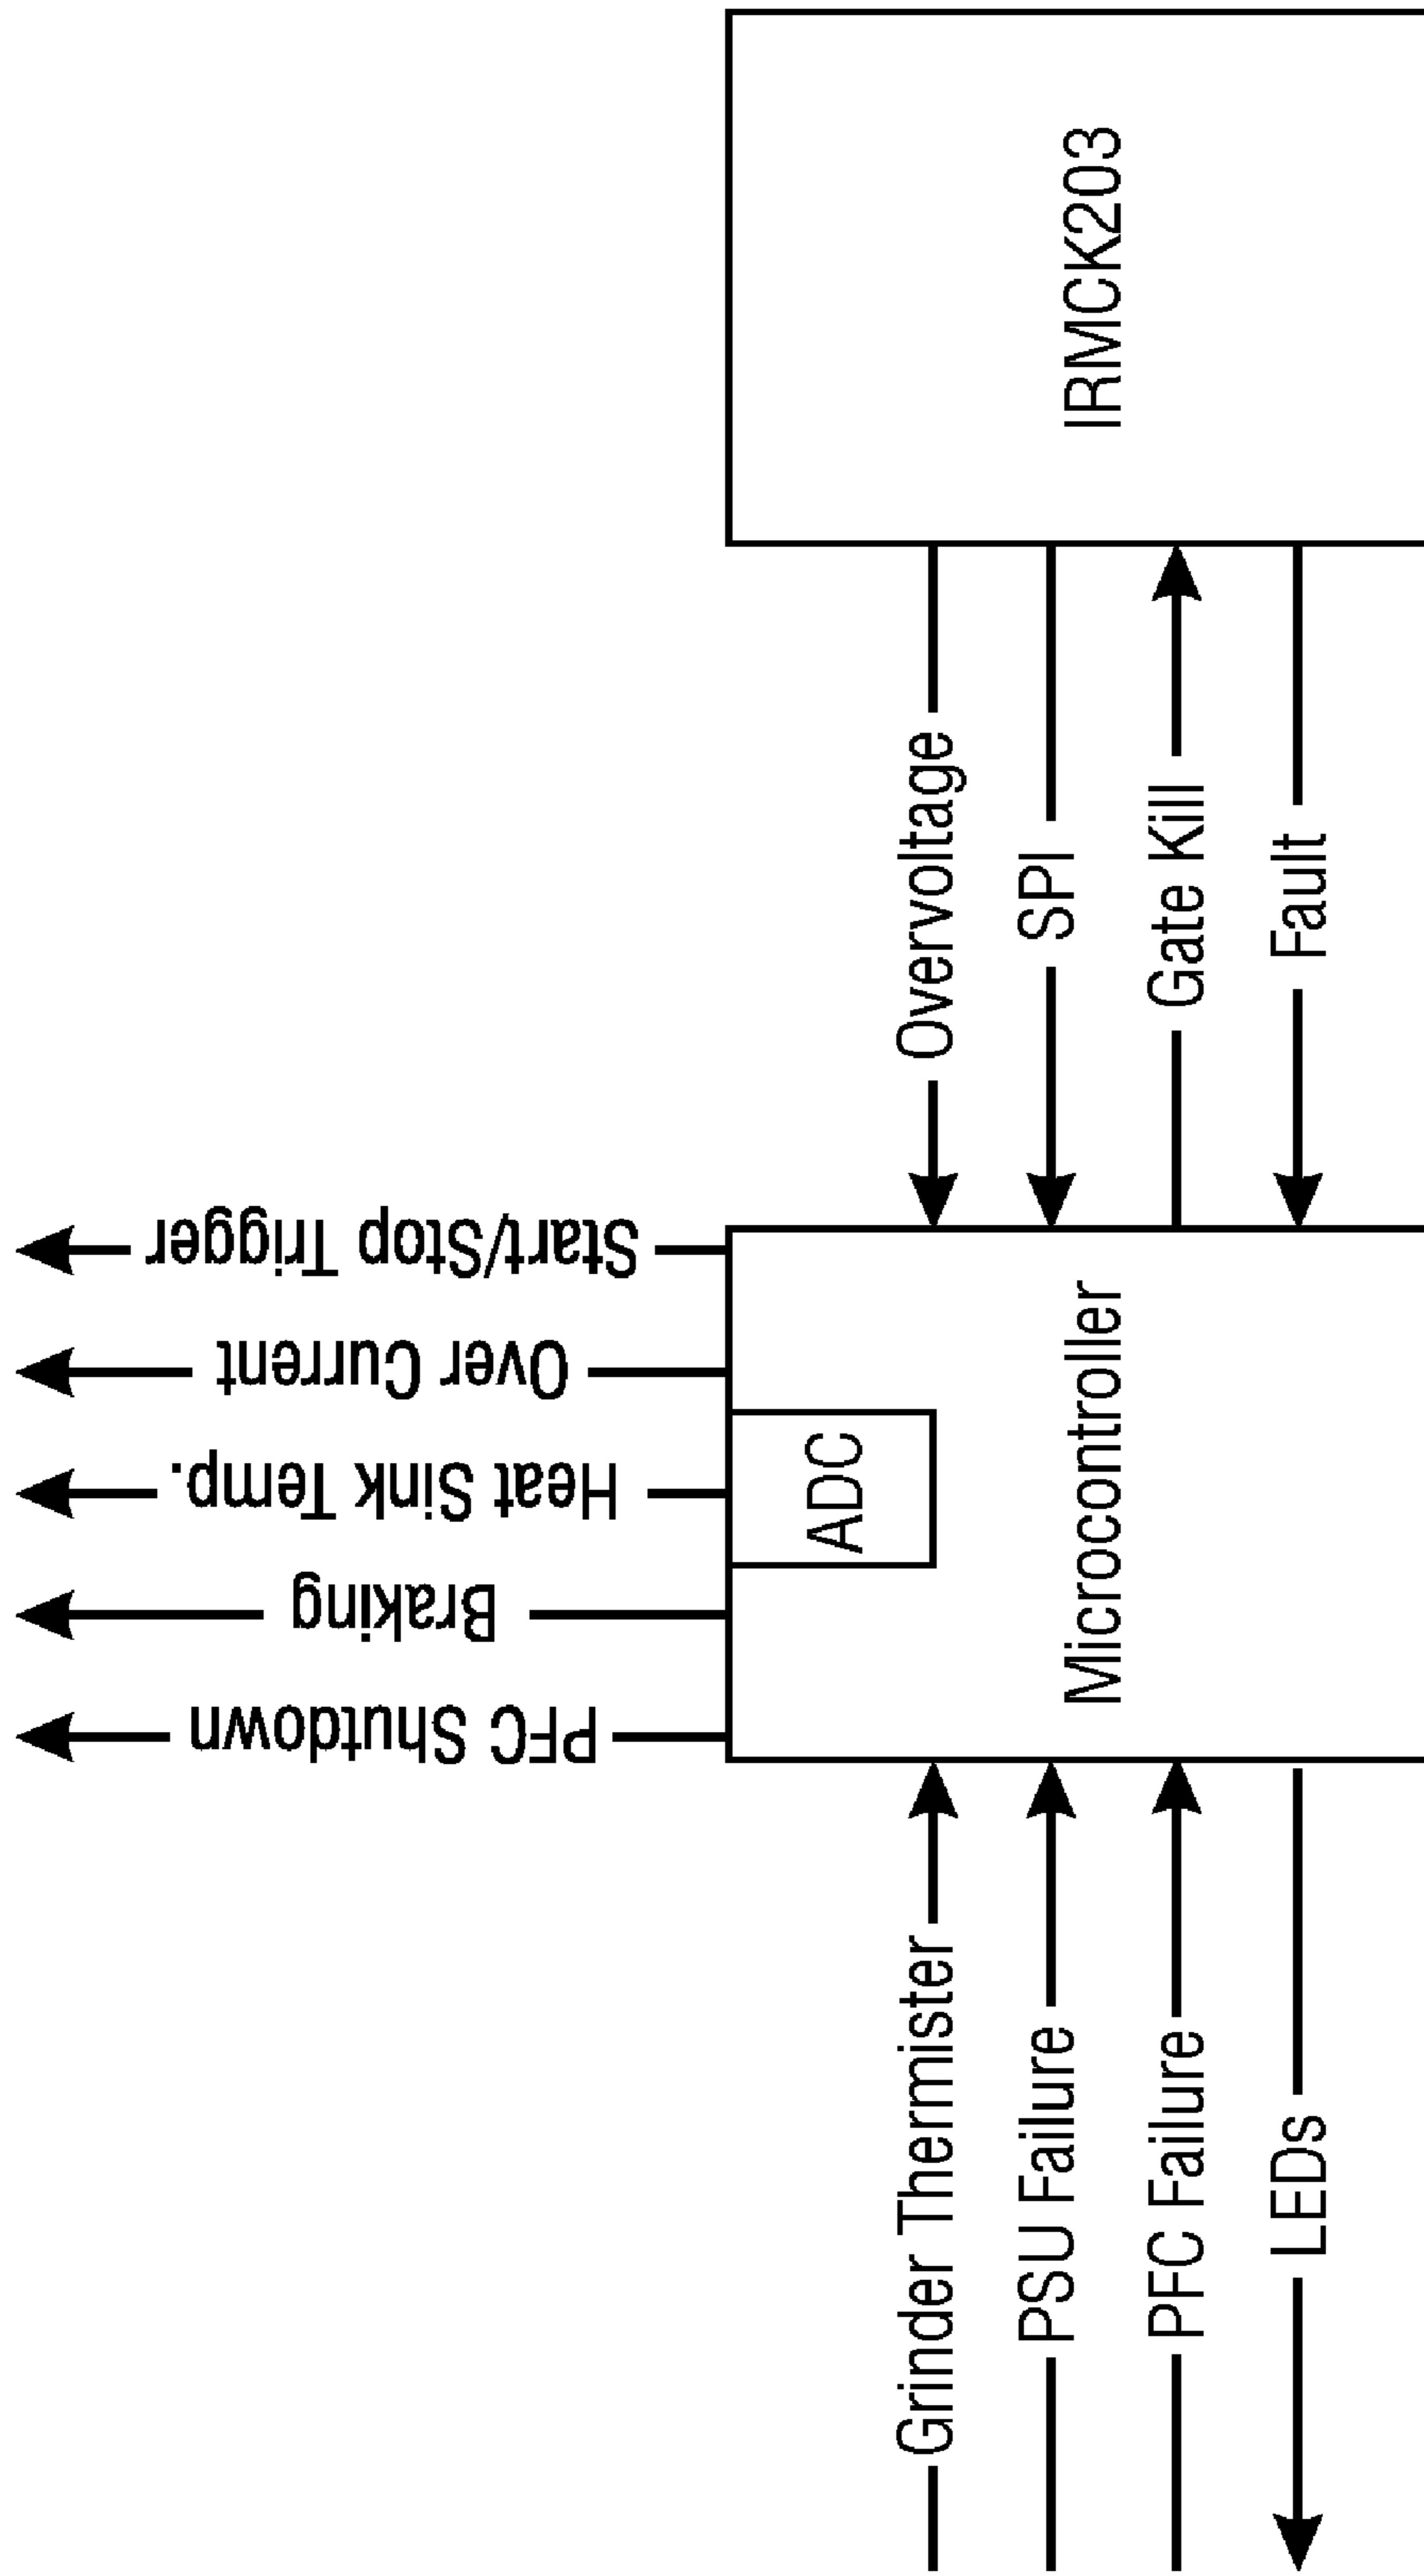 PFC Shutdown
Braking
Heat Sink Temp.
Over Current
Start/Stop Trigger
Grinder Thermister
PSU Failure
PFC Failure
LEDs
ADC
Microcontroller
Overvoltage
SPI
Gate Kill
Fault
IRMCK203